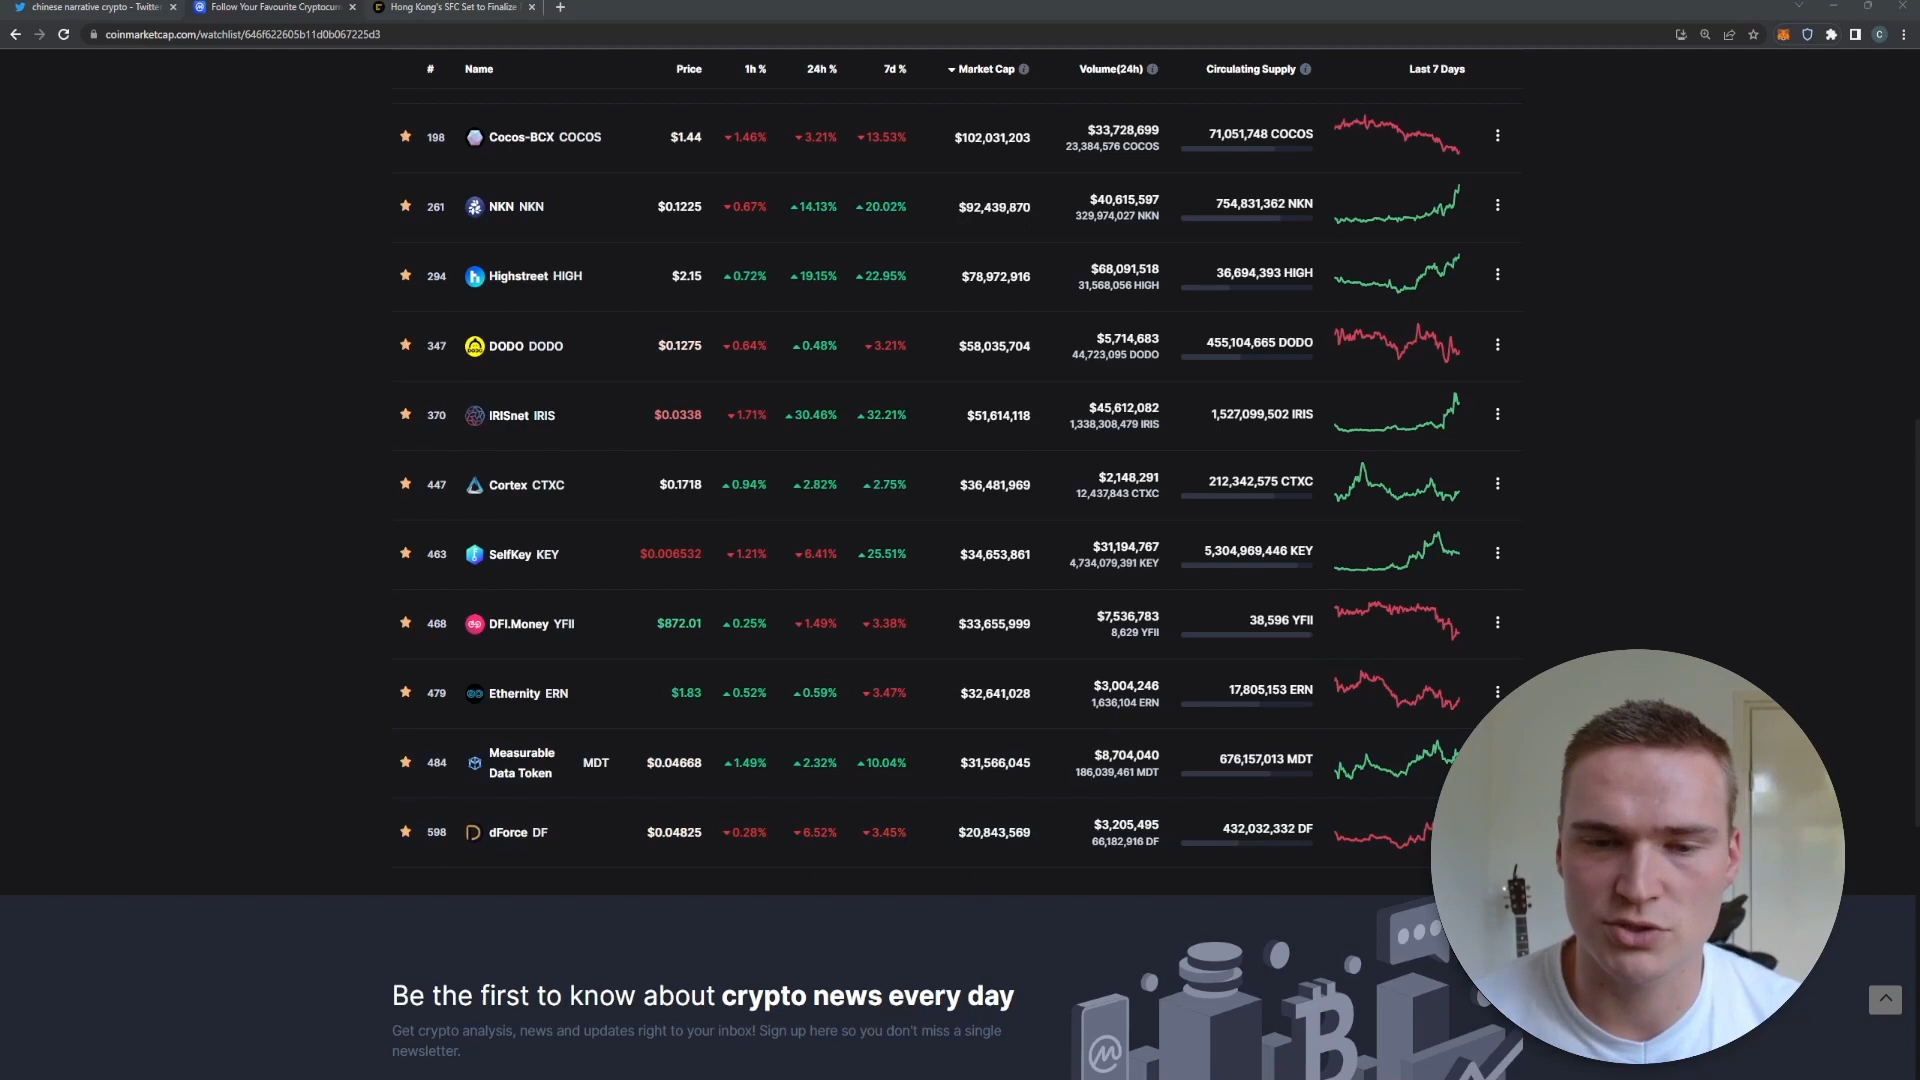 chinese narrative crypto - Twitter
Follow Your Favourite Cryptocurr
Hong Kong's SFC Set to Finalize
coinmarketcap.com/watchlist/646f622605b11d0b067225d3
# Name Price 1h % 24h % 7d % Market Cap Volume(24h) Circulating Supply Last 7 Days
198 Cocos-BCX COCOS $1.44 1.46% 3.21% 13.53% $102,031,203 $33,728,699 71,051,748 COCOS
23,384,576 COCOS
261 NKN NKN $0.1225 0.67% 14.13% 20.02% $92,439,870 $40,615,597 754,831,362 NKN
329,974,027 NKN
294 Highstreet HIGH $2.15 0.72% 19.15% 22.95% $78,972,916 $68,091,518 36,694,393 HIGH
31,568,056 HIGH
347 DODO DODO $0.1275 0.64% 0.48% 3.21% $58,035,704 $5,714,683 455,104,665 DODO
44,723,095 DODO
370 IRISnet IRIS $0.0338 1.71% 30.46% 32.21% $51,614,118 $45,612,082 1,527,099,502 IRIS
1,338,308,479 IRIS
447 Cortex CTXC $0.1718 0.94% 2.82% 2.75% $36,481,969 $2,148,291 212,342,575 CTXC
12,437,843 CTXC
463 SelfKey KEY $0.006532 1.21% 6.41% 25.51% $34,653,861 $31,194,767 5,304,969,446 KEY
4,734,079,391 KEY
468 DFI.Money YFII $872.01 0.25% 1.49% 3.38% $33,655,999 $7,536,783 38,596 YFII
8,629 YFII
479 Ethernity ERN $1.83 0.52% 0.59% 3.47% $32,641,028 $3,004,246 17,805,153 ERN
1,636,104 ERN
484 Measurable Data Token MDT $0.04668 1.49% 2.32% 10.04% $31,566,045 $8,704,040 676,157,013 MDT
186,039,461 MDT
598 dForce DF $0.04825 0.28% 6.52% 3.45% $20,843,569 $3,205,495 432,032,332 DF
66,182,916 DF
Be the first to know about crypto news every day
Get crypto analysis, news and updates right to your inbox! Sign up here so you don't miss a single
newsletter.